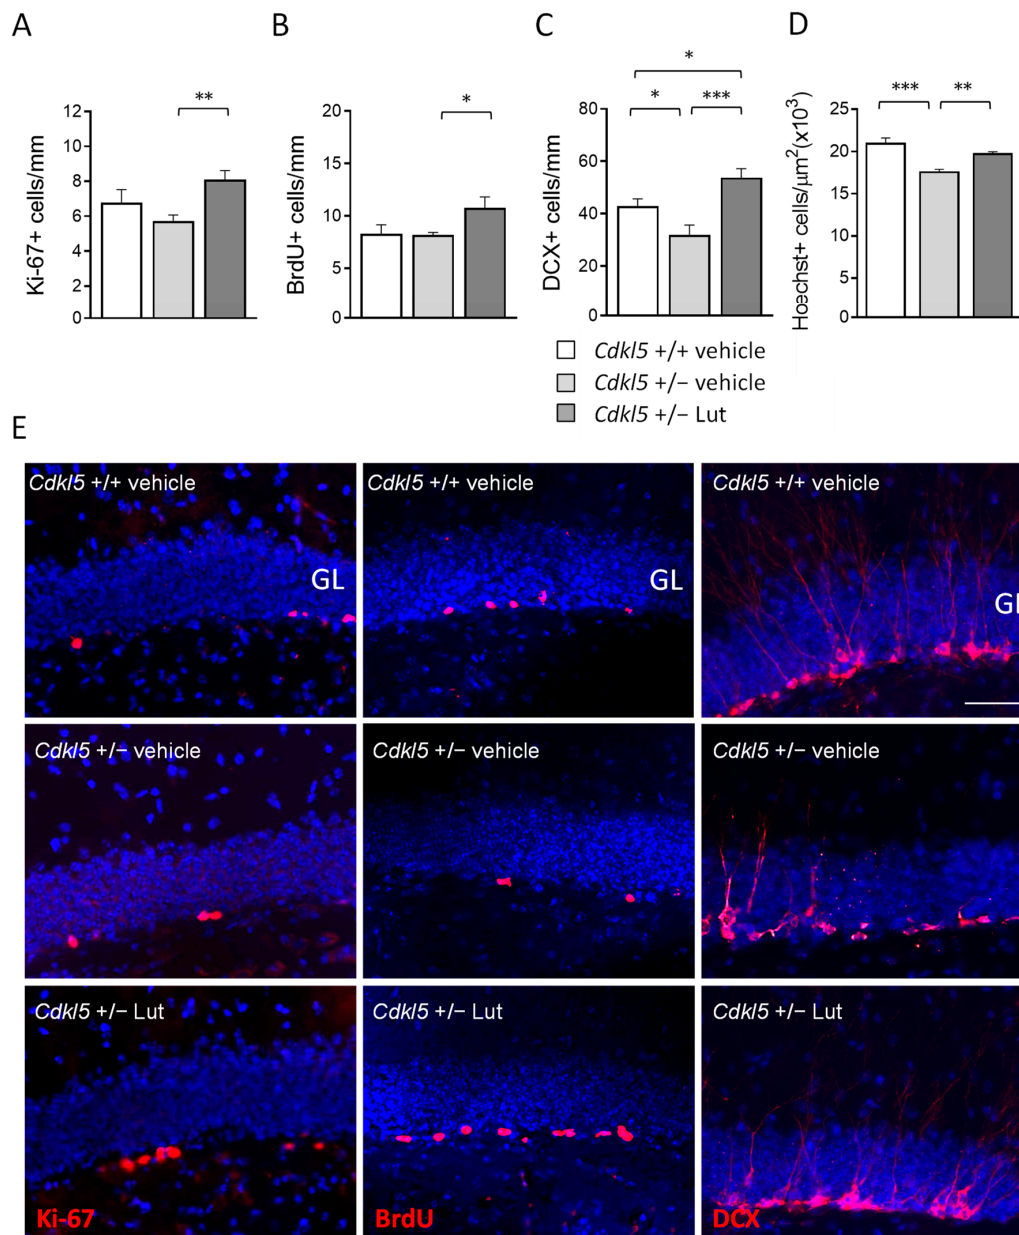 A
B
C
D
Ki-67+ cells/mm
12
10
8
6
4
2
0
**
BrdU+ cells/mm
20
15
10
5
0
*
DCX+ cells/mm
80
60
40
20
0
*
*
***
Hoechst+ cells/μm²(x10³)
25
20
15
10
5
0
***
**
Cdkl5 +/+ vehicle
Cdkl5 +/− vehicle
Cdkl5 +/− Lut
E
Cdkl5 +/+ vehicle
GL
Cdkl5 +/+ vehicle
GL
Cdkl5 +/+ vehicle
GL
Cdkl5 +/− vehicle
Cdkl5 +/− vehicle
Cdkl5 +/− vehicle
Cdkl5 +/− Lut
Ki-67
Cdkl5 +/− Lut
BrdU
Cdkl5 +/− Lut
DCX